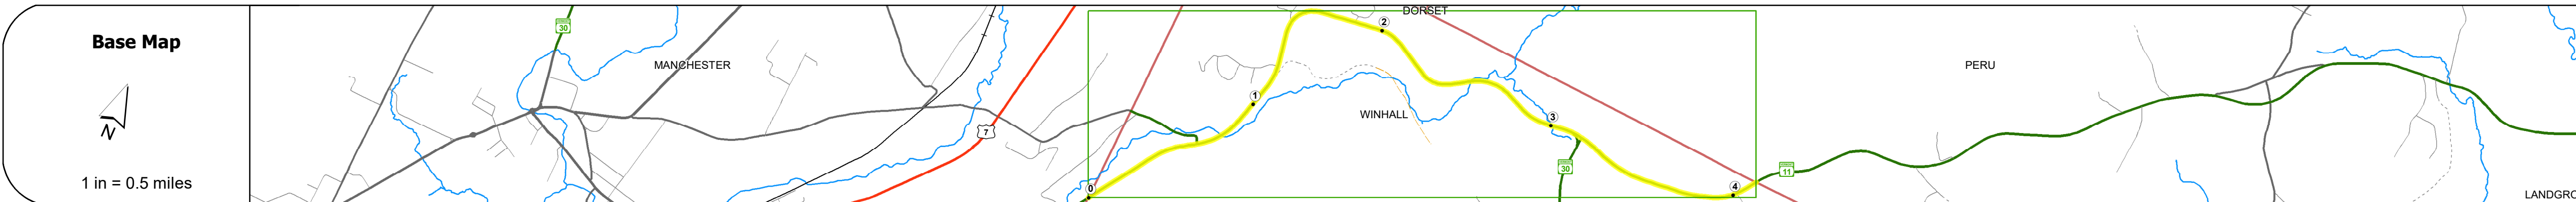 Base Map
N
1 in = 0.5 miles
30
MANCHESTER
7
0
1
2
DORSET
WINHALL
3
30
4
11
PERU
LANDGRO